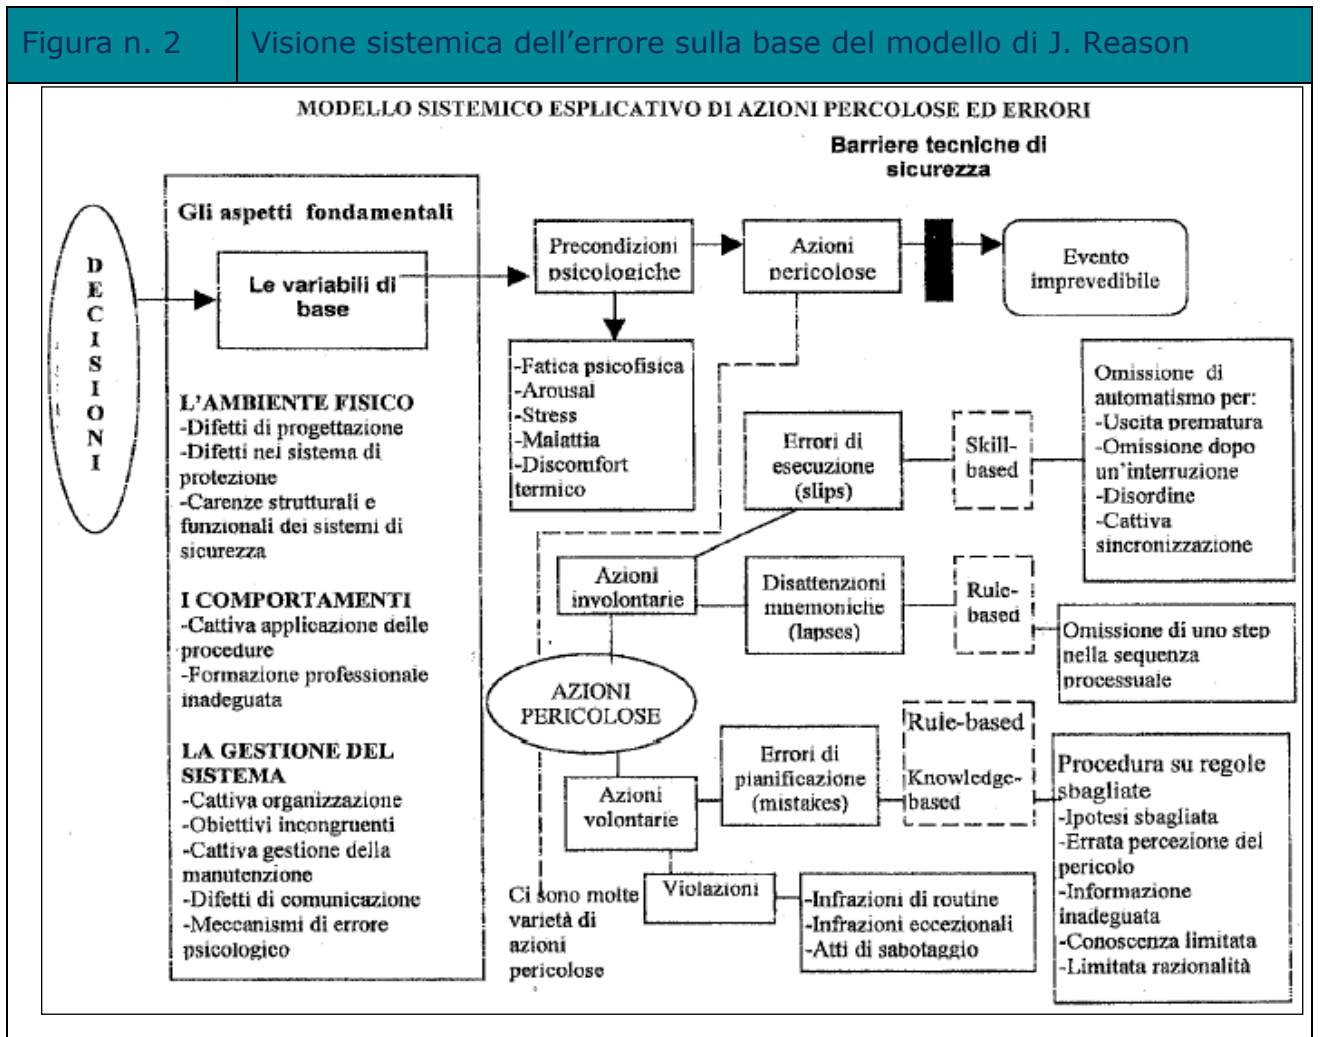 Figura n. 2
Visione sistemica dell’errore sulla base del modello di J. Reason
MODELLO SISTEMICO ESPLICATIVO DI AZIONI PERCOLOSE ED ERRORI
Barriere tecniche di
sicurezza
DECISIONI
Gli aspetti fondamentali
Le variabili di
base
L'AMBIENTE FISICO
-Difetti di progettazione
-Difetti nei sistema di
protezione
-Carenze strutturali e
funzionali dei sistemi di
sicurezza
I COMPORTAMENTI
-Cattiva applicazione delle
procedure
-Formazione professionale
inadeguata
LA GESTIONE DEL
SISTEMA
-Cattiva organizzazione
-Obiettivi incongruenti
-Cattiva gestione della
manutenzione
-Difetti di comunicazione
-Meccanismi di errore
psicologico
Precondizioni
psicologiche
Azioni
pericolose
Evento
imprevedibile
-Fatica psicofisica
-Arousal
-Stress
-Malattia
-Discomfort
termico
Errori di
esecuzione
(slips)
Skill-
based
Omissione di
automatismo per:
-Uscita prematura
-Omissione dopo
un'interruzione
-Disordine
-Cattiva
sincronizzazione
Azioni
involontarie
Disattenzioni
mnemoniche
(lapses)
Rule-
based
Omissione di uno step
nella sequenza
processuale
AZIONI
PERICOLOSE
Azioni
volontarie
Errori di
pianificazione
(mistakes)
Rule-based
Knowledge-
based
Procedura su regole
sbagliate
-Ipotesi sbagliata
-Errata percezione del
pericolo
-Informazione
inadeguata
-Conoscenza limitata
-Limitata razionalità
Violazioni
-Infrazioni di routine
-Infrazioni eccezionali
-Atti di sabotaggio
Ci sono molte
varietà di
azioni
pericolose